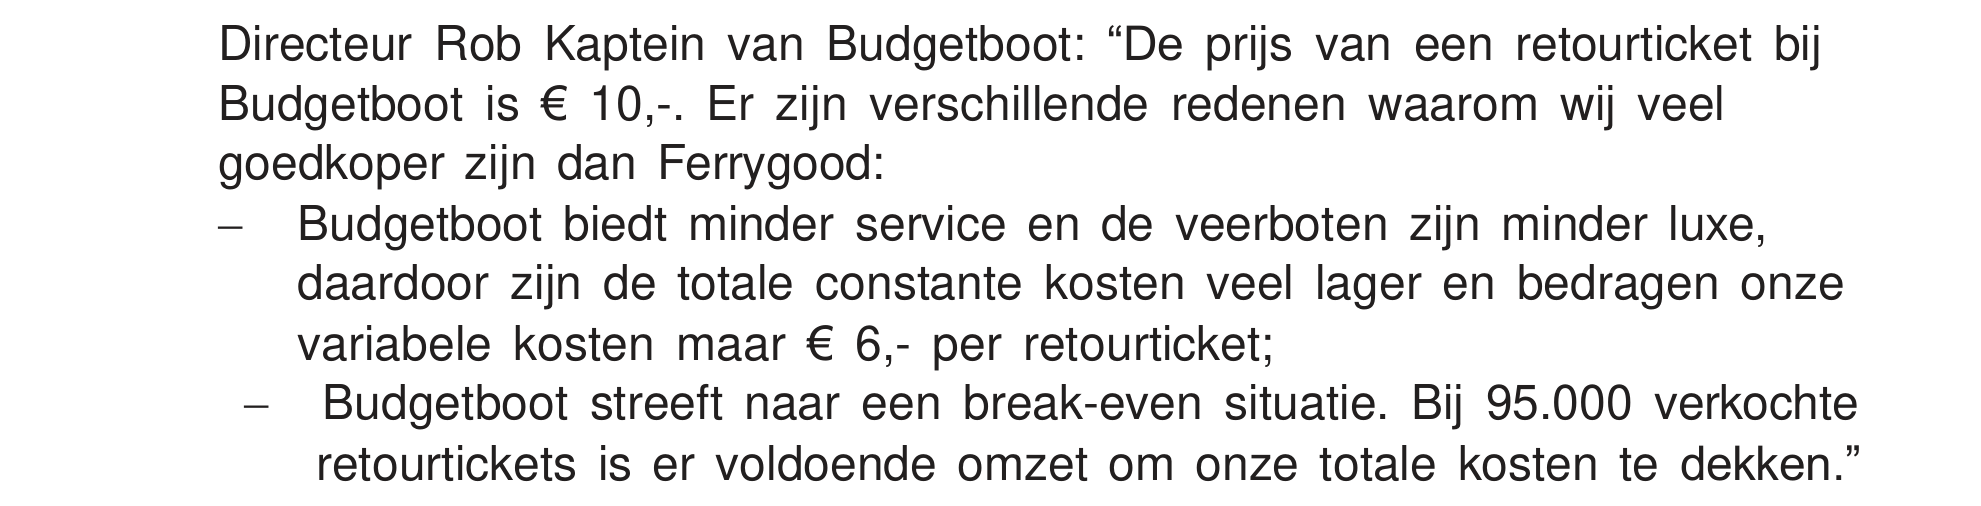 Directeur Rob Kaptein van Budgetboot: “De prijs van een retourticket bij
Budgetboot is € 10,-. Er zijn verschillende redenen waarom wij veel
goedkoper zijn dan Ferrygood:
– Budgetboot biedt minder service en de veerboten zijn minder luxe,
daardoor zijn de totale constante kosten veel lager en bedragen onze
variabele kosten maar € 6,- per retourticket;
– Budgetboot streeft naar een break-even situatie. Bij 95.000 verkochte
retourtickets is er voldoende omzet om onze totale kosten te dekken.”